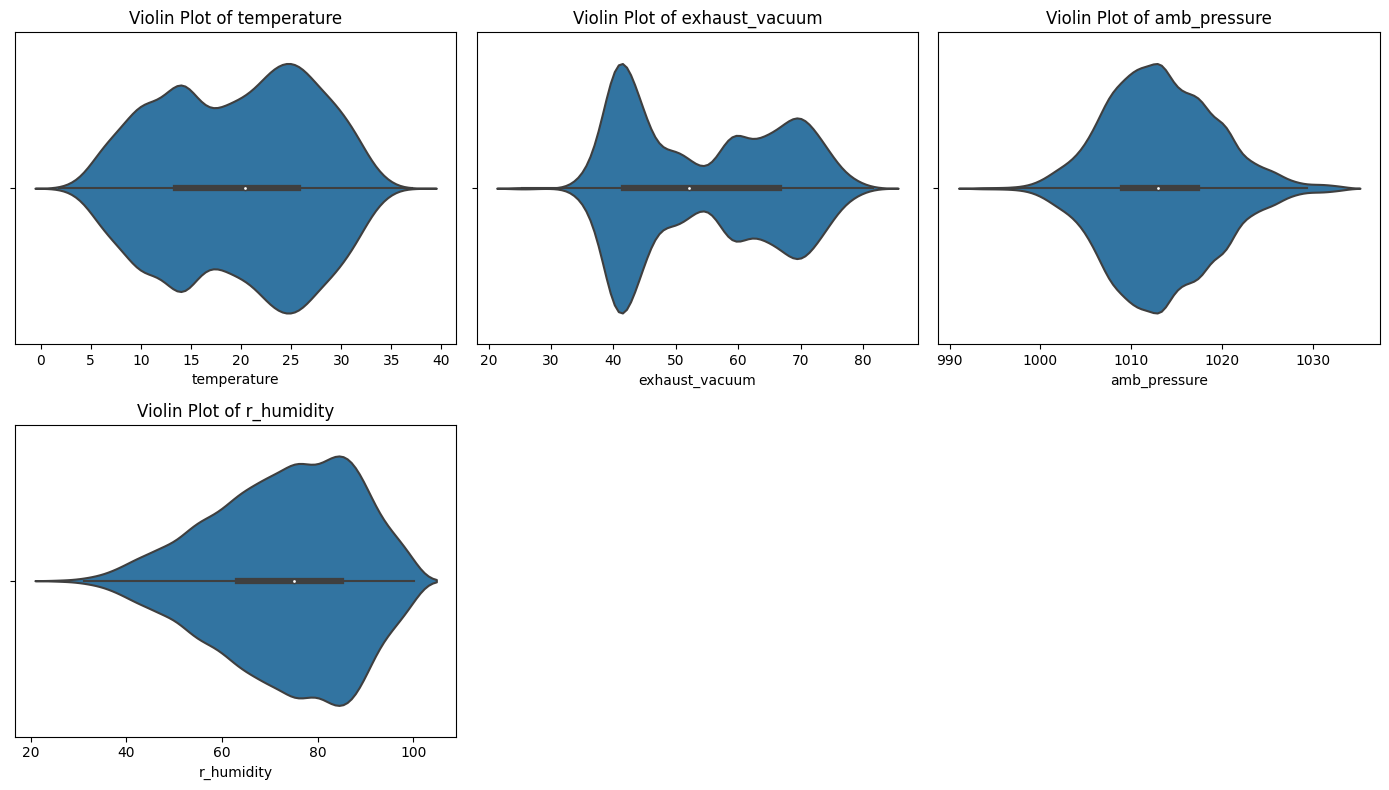 Violin Plot of temperature
0 5 10 15 20 25 30 35 40
temperature
Violin Plot of exhaust_vacuum
20 30 40 50 60 70 80
exhaust_vacuum
Violin Plot of amb_pressure
990 1000 1010 1020 1030
amb_pressure
Violin Plot of r_humidity
20 40 60 80 100
r_humidity